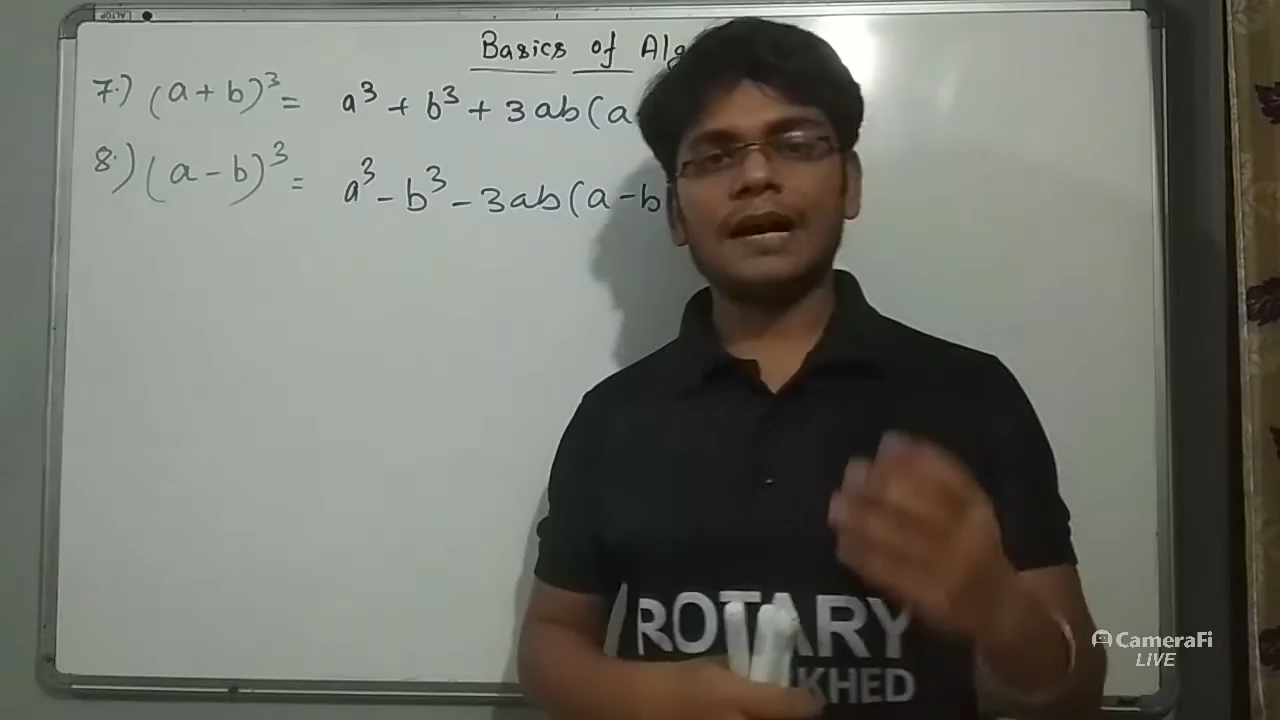 Basics of Alg
7.) (a + b)³ = a³ + b³ + 3ab(a
8.) (a - b)³ = a³ - b³ - 3ab(a - b
ROTARY
KHED
CameraFi
LIVE